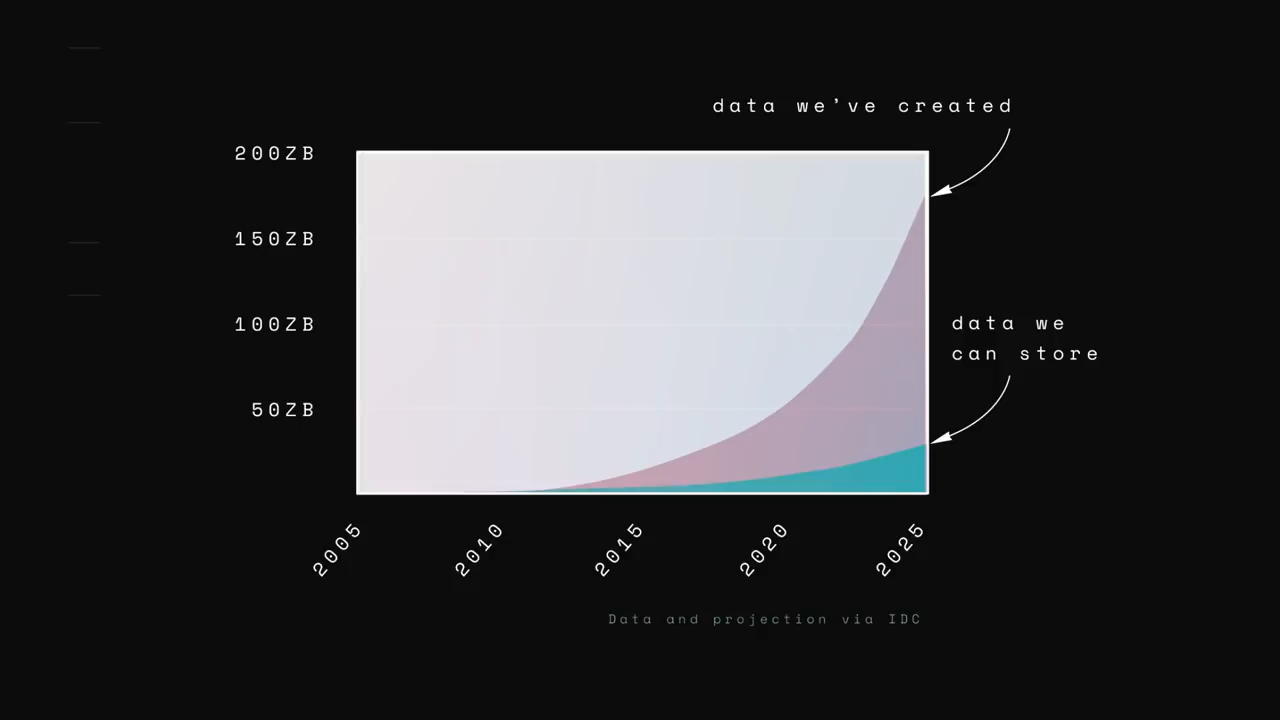 data we’ve created
200ZB
150ZB
100ZB
50ZB
data we
can store
2005
2010
2015
2020
2025
Data and projection via IDC